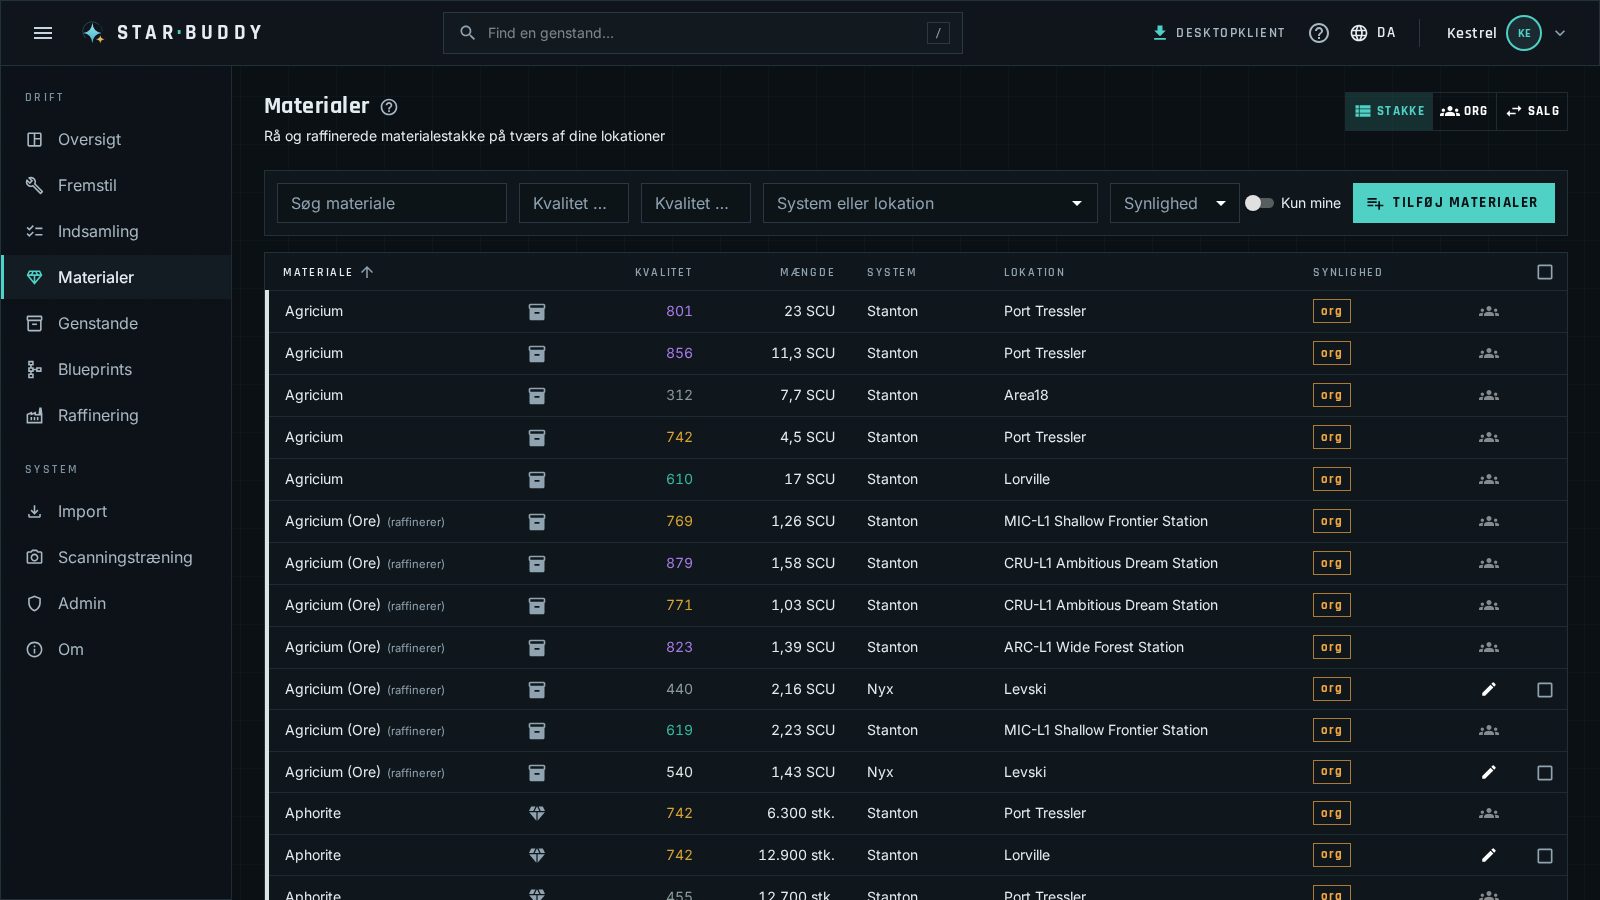 STAR·BUDDY
Find en genstand...
/
DESKTOPKLIENT
DA
Kestrel
KE
DRIFT
Oversigt
Fremstil
Indsamling
Materialer
Genstande
Blueprints
Raffinering
SYSTEM
Import
Scanningstræning
Admin
Om
Materialer
Rå og raffinerede materialestakke på tværs af dine lokationer
STAKKE
ORG
SALG
Søg materiale
Kvalitet ...
Kvalitet ...
System eller lokation
Synlighed
Kun mine
TILFØJ MATERIALER
MATERIALE KVALITET MÆNGDE SYSTEM LOKATION SYNLIGHED
Agricium 801 23 SCU Stanton Port Tressler org
Agricium 856 11,3 SCU Stanton Port Tressler org
Agricium 312 7,7 SCU Stanton Area18 org
Agricium 742 4,5 SCU Stanton Port Tressler org
Agricium 610 17 SCU Stanton Lorville org
Agricium (Ore) (raffinerer) 769 1,26 SCU Stanton MIC-L1 Shallow Frontier Station org
Agricium (Ore) (raffinerer) 879 1,58 SCU Stanton CRU-L1 Ambitious Dream Station org
Agricium (Ore) (raffinerer) 771 1,03 SCU Stanton CRU-L1 Ambitious Dream Station org
Agricium (Ore) (raffinerer) 823 1,39 SCU Stanton ARC-L1 Wide Forest Station org
Agricium (Ore) (raffinerer) 440 2,16 SCU Nyx Levski org
Agricium (Ore) (raffinerer) 619 2,23 SCU Stanton MIC-L1 Shallow Frontier Station org
Agricium (Ore) (raffinerer) 540 1,43 SCU Nyx Levski org
Aphorite 742 6.300 stk. Stanton Port Tressler org
Aphorite 742 12.900 stk. Stanton Lorville org
Aphorite 455 12.700 stk. Stanton Port Tressler org